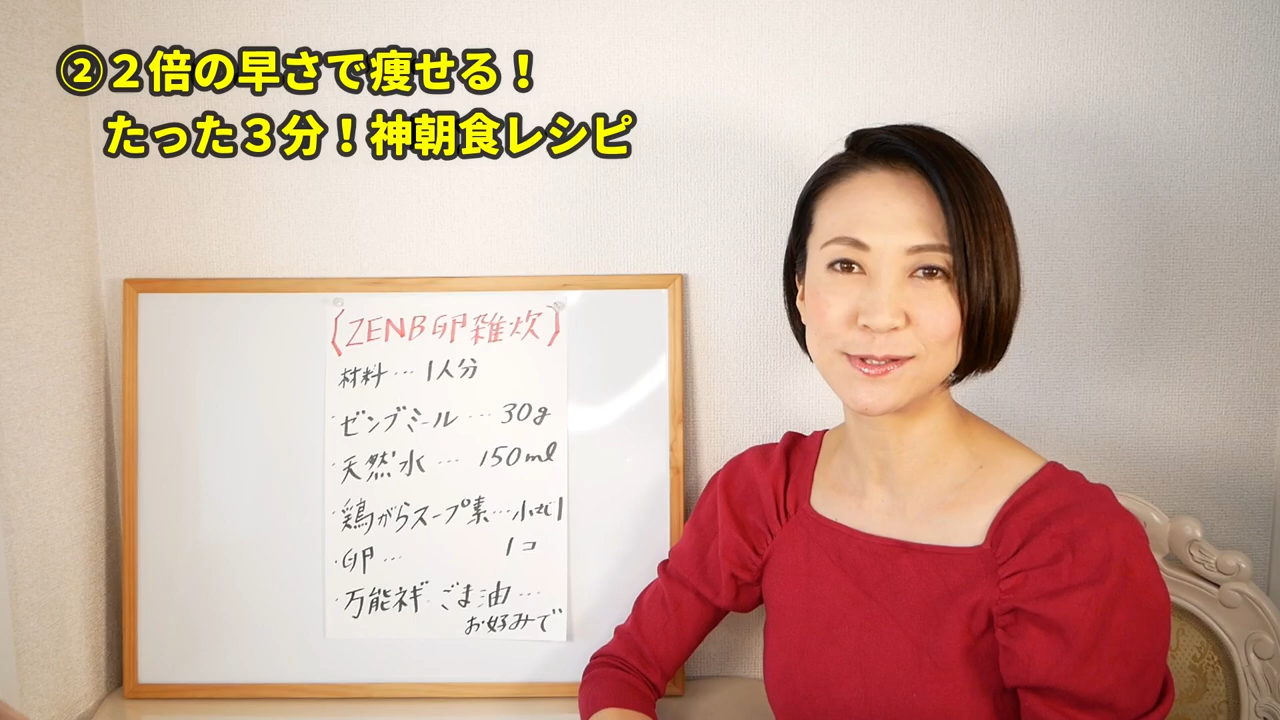 ②２倍の早さで痩せる！
たった３分！神朝食レシピ
〔ZENB卵雑炊〕
材料…1人分
・ゼンブミール…30g
・天然水…150ml
・鶏がらスープ素…小さじ1
・卵…1コ
・万能ネギ ごま油…
お好みで